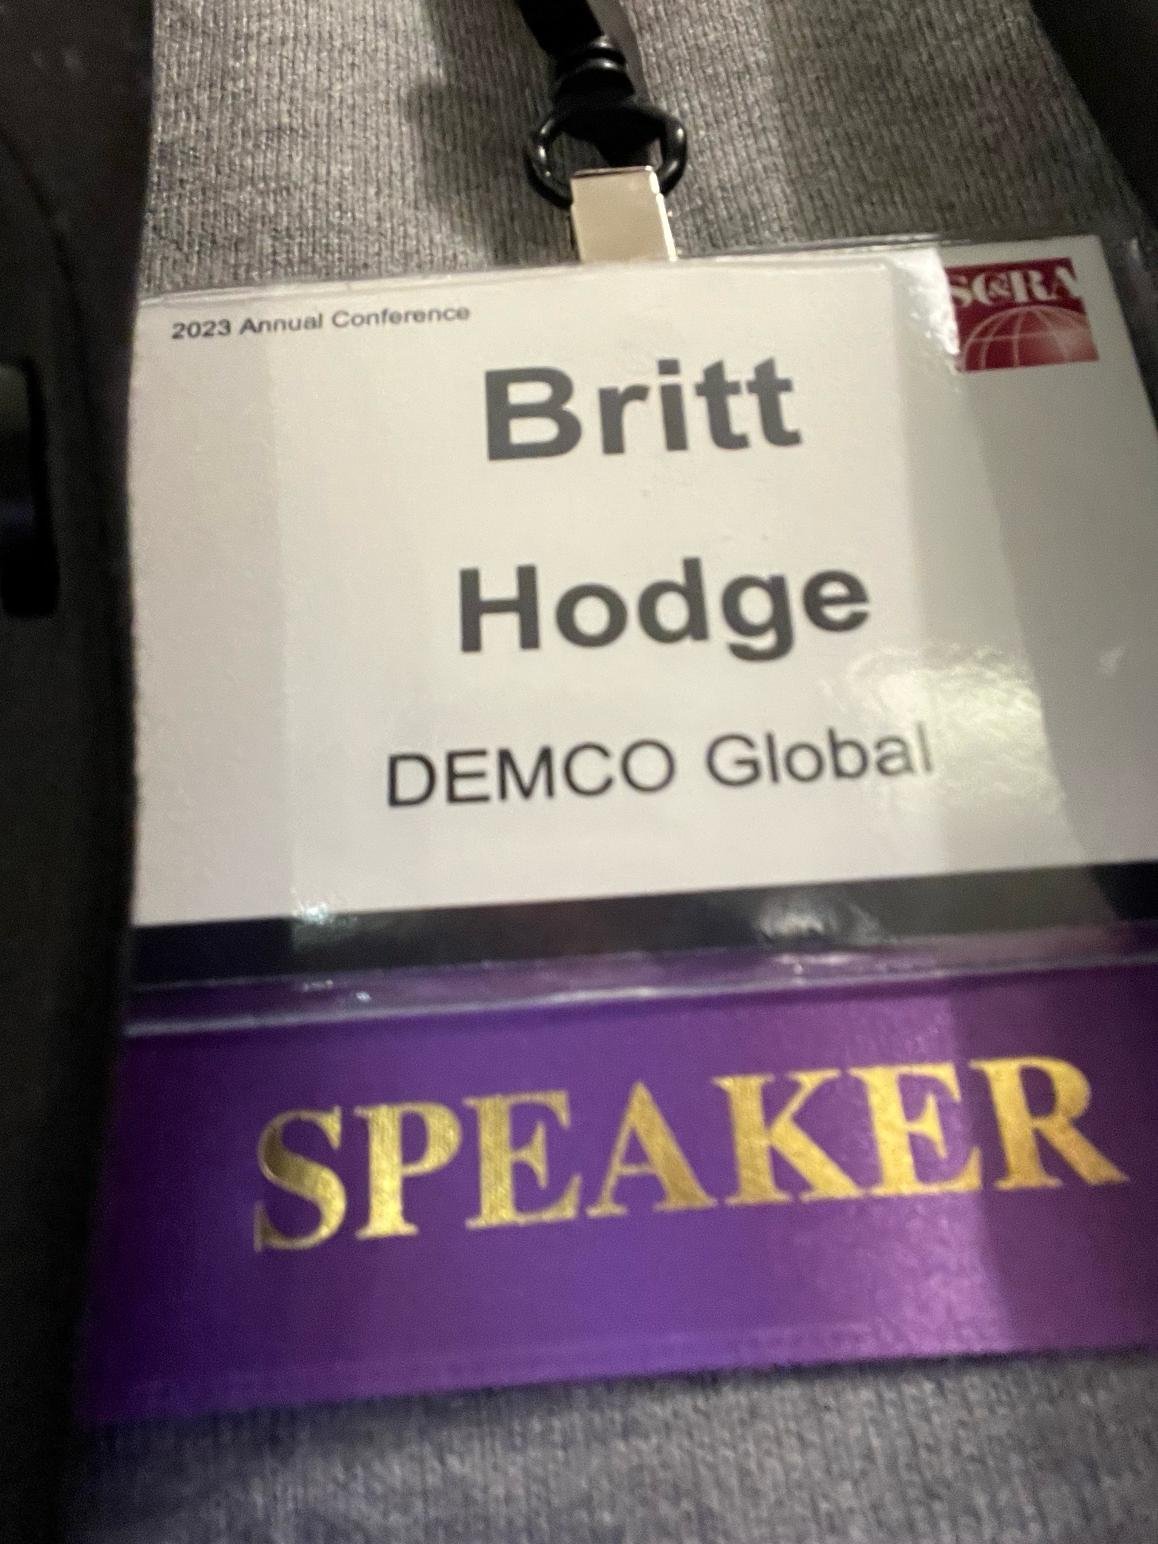 SC&RA
2023 Annual Conference
Britt
Hodge
DEMCO Global
SPEAKER